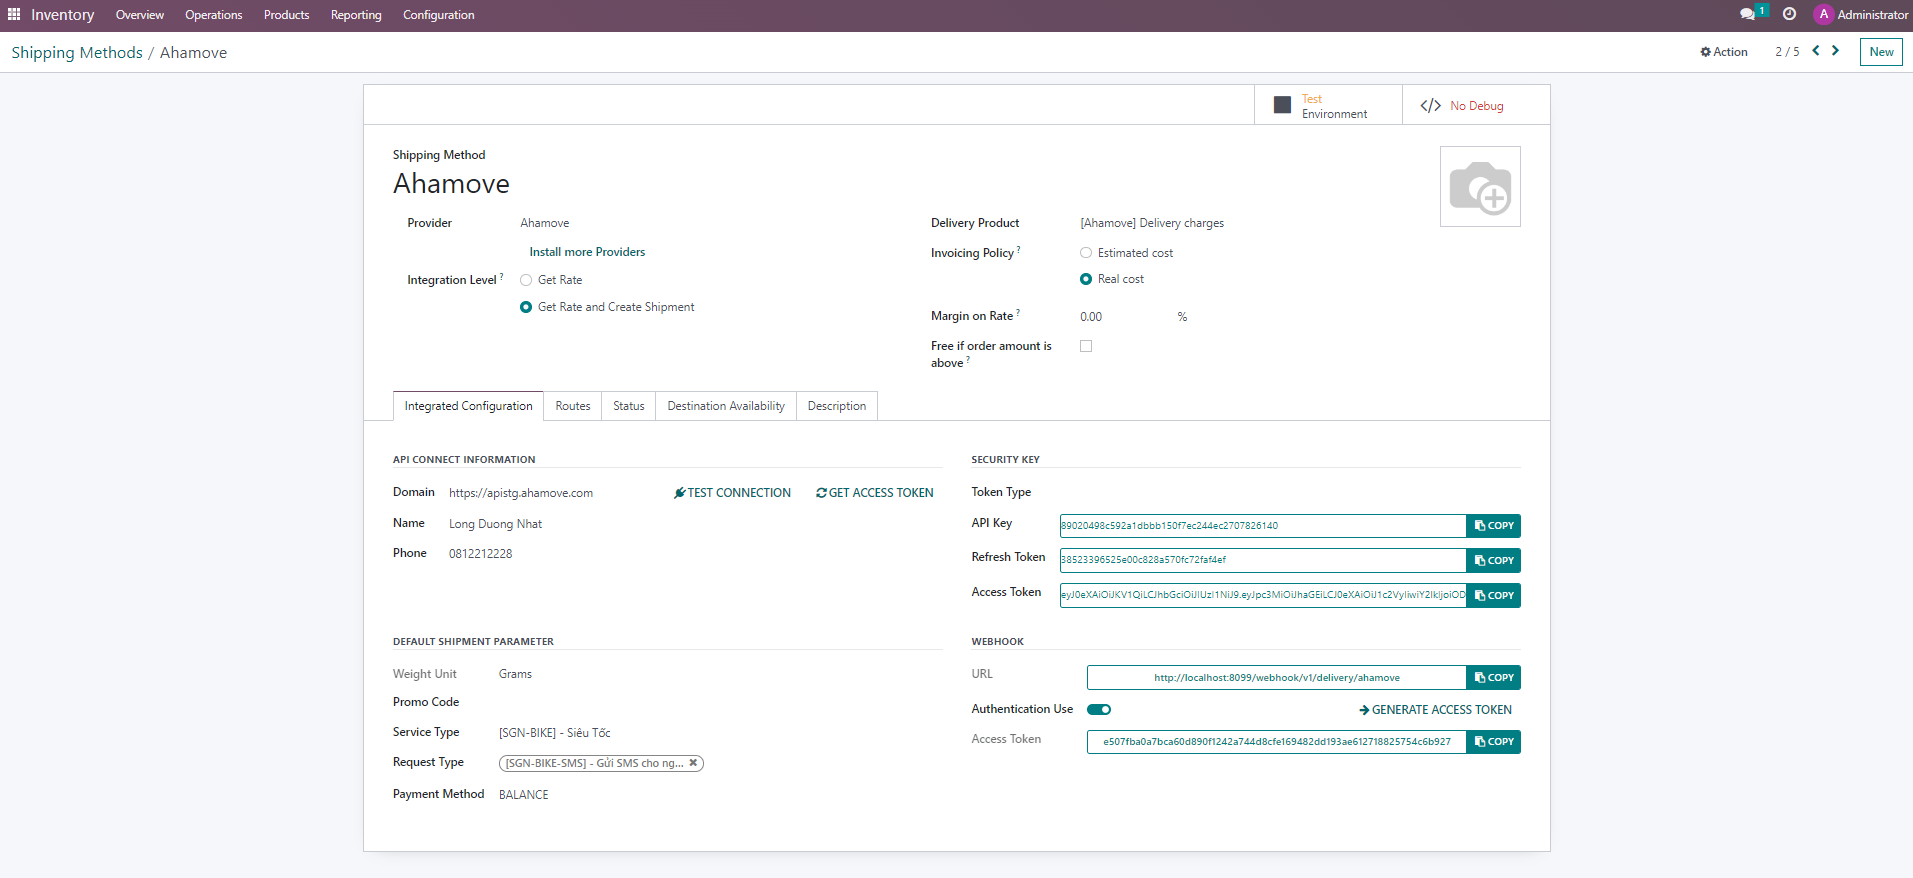 Inventory Overview Operations Products Reporting Configuration 1 A Administrator
Shipping Methods / Ahamove Action 2 / 5 New
Test
Environment
No Debug
Shipping Method
Ahamove
Provider Ahamove
Install more Providers
Integration Level ? Get Rate
Get Rate and Create Shipment
Delivery Product [Ahamove] Delivery charges
Invoicing Policy ? Estimated cost
Real cost
Margin on Rate ? 0.00 %
Free if order amount is
above ?
Integrated Configuration Routes Status Destination Availability Description
API CONNECT INFORMATION
Domain https://apistg.ahamove.com TEST CONNECTION GET ACCESS TOKEN
Name Long Duong Nhat
Phone 0812212228
SECURITY KEY
Token Type
API Key 89020498c592a1dbbb150f7ec244ec2707826140 COPY
Refresh Token 38523396525e00c828a570fc72faf4ef COPY
Access Token eyJ0eXAiOiJKV1QiLCJhbGciOiJIUzI1NiJ9.eyJpc3MiOiJhaGEiLCJ0eXAiOiJ1c2VyIiwiY2lkIjoiOD COPY
DEFAULT SHIPMENT PARAMETER
Weight Unit Grams
Promo Code
Service Type [SGN-BIKE] - Siêu Tốc
Request Type [SGN-BIKE-SMS] - Gửi SMS cho ng...
Payment Method BALANCE
WEBHOOK
URL http://localhost:8099/webhook/v1/delivery/ahamove COPY
Authentication Use GENERATE ACCESS TOKEN
Access Token e507fba0a7bca60d890f1242a744d8cfe169482dd193ae612718825754c6b927 COPY